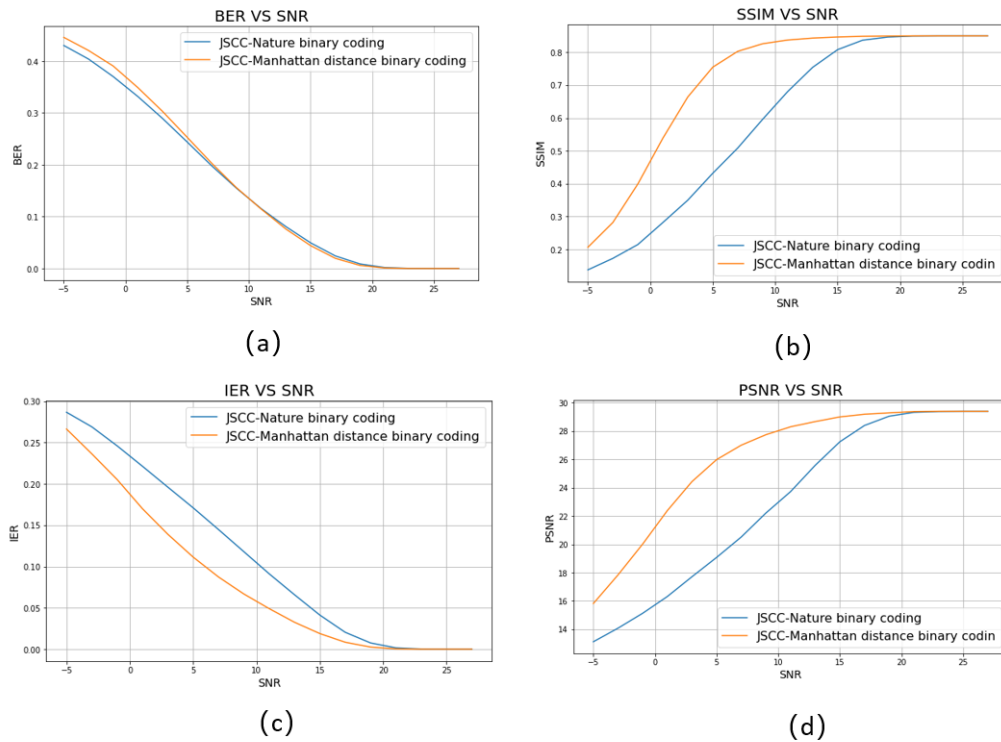 BER VS SNR
JSCC-Nature binary coding
JSCC-Manhattan distance binary coding
0.4
0.3
0.2
0.1
0.0
BER
−5 0 5 10 15 20 25
SNR
(a)
SSIM VS SNR
0.8
0.7
0.6
0.5
0.4
0.3
0.2
SSIM
JSCC-Nature binary coding
JSCC-Manhattan distance binary codin
−5 0 5 10 15 20 25
SNR
(b)
IER VS SNR
JSCC-Nature binary coding
JSCC-Manhattan distance binary coding
0.30
0.25
0.20
0.15
0.10
0.05
0.00
IER
−5 0 5 10 15 20 25
SNR
(c)
PSNR VS SNR
30
28
26
24
22
20
18
16
14
PSNR
JSCC-Nature binary coding
JSCC-Manhattan distance binary codin
−5 0 5 10 15 20 25
SNR
(d)